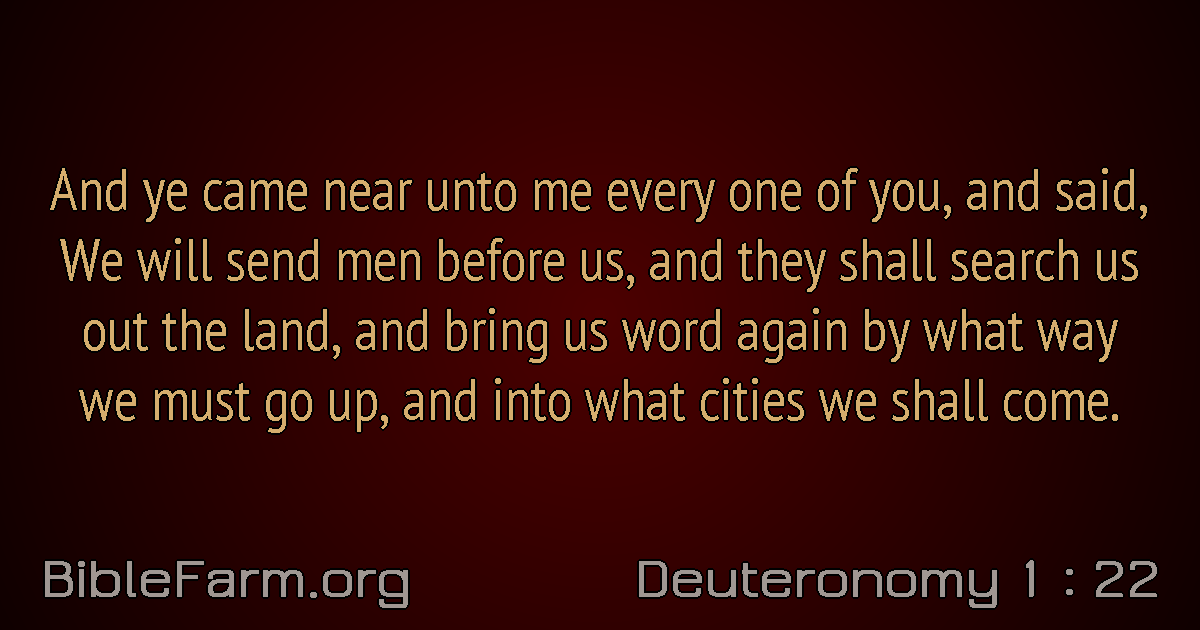 And ye came near unto me every one of you, and said,
We will send men before us, and they shall search us
out the land, and bring us word again by what way
we must go up, and into what cities we shall come.
BibleFarm.org
Deuteronomy 1 : 22